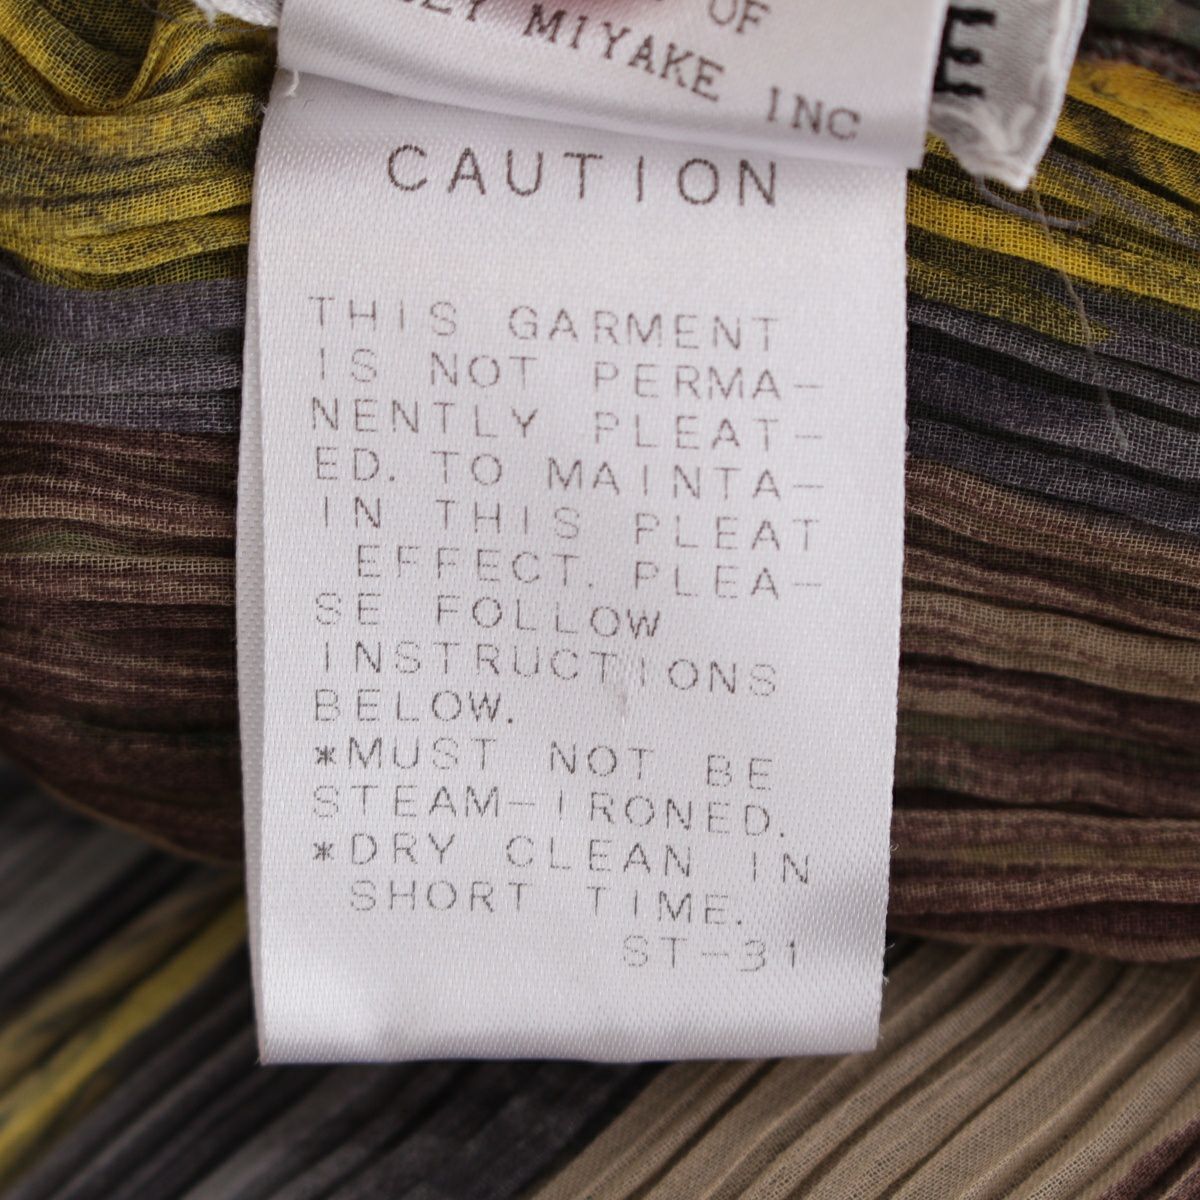 OF
MIYAKE INC
E
CAUTION
THIS GARMENT
IS NOT PERMA-
NENTLY PLEAT-
ED. TO MAINTA-
IN THIS PLEAT
EFFECT. PLEA-
SE FOLLOW
INSTRUCTIONS
BELOW.
*MUST NOT BE
STEAM-IRONED.
*DRY CLEAN IN
SHORT TIME.
ST-31